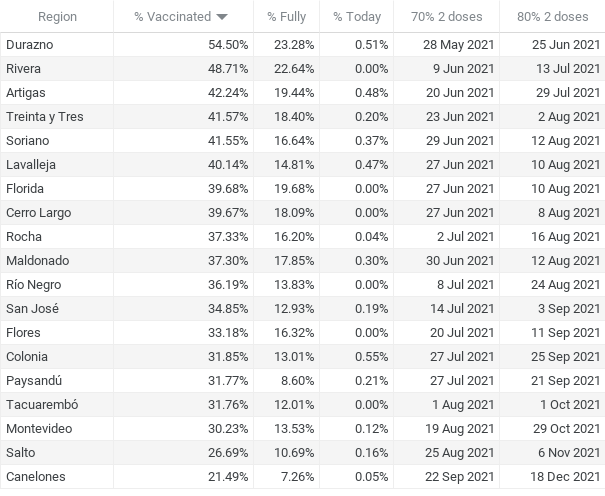 Region % Vaccinated % Fully % Today 70% 2 doses 80% 2 doses
Durazno 54.50% 23.28% 0.51% 28 May 2021 25 Jun 2021
Rivera 48.71% 22.64% 0.00% 9 Jun 2021 13 Jul 2021
Artigas 42.24% 19.44% 0.48% 20 Jun 2021 29 Jul 2021
Treinta y Tres 41.57% 18.40% 0.20% 23 Jun 2021 2 Aug 2021
Soriano 41.55% 16.64% 0.37% 29 Jun 2021 12 Aug 2021
Lavalleja 40.14% 14.81% 0.47% 27 Jun 2021 10 Aug 2021
Florida 39.68% 19.68% 0.00% 27 Jun 2021 10 Aug 2021
Cerro Largo 39.67% 18.09% 0.00% 27 Jun 2021 8 Aug 2021
Rocha 37.33% 16.20% 0.04% 2 Jul 2021 16 Aug 2021
Maldonado 37.30% 17.85% 0.30% 30 Jun 2021 12 Aug 2021
Río Negro 36.19% 13.83% 0.00% 8 Jul 2021 24 Aug 2021
San José 34.85% 12.93% 0.19% 14 Jul 2021 3 Sep 2021
Flores 33.18% 16.32% 0.00% 20 Jul 2021 11 Sep 2021
Colonia 31.85% 13.01% 0.55% 27 Jul 2021 25 Sep 2021
Paysandú 31.77% 8.60% 0.21% 27 Jul 2021 21 Sep 2021
Tacuarembó 31.76% 12.01% 0.00% 1 Aug 2021 1 Oct 2021
Montevideo 30.23% 13.53% 0.12% 19 Aug 2021 29 Oct 2021
Salto 26.69% 10.69% 0.16% 25 Aug 2021 6 Nov 2021
Canelones 21.49% 7.26% 0.05% 22 Sep 2021 18 Dec 2021